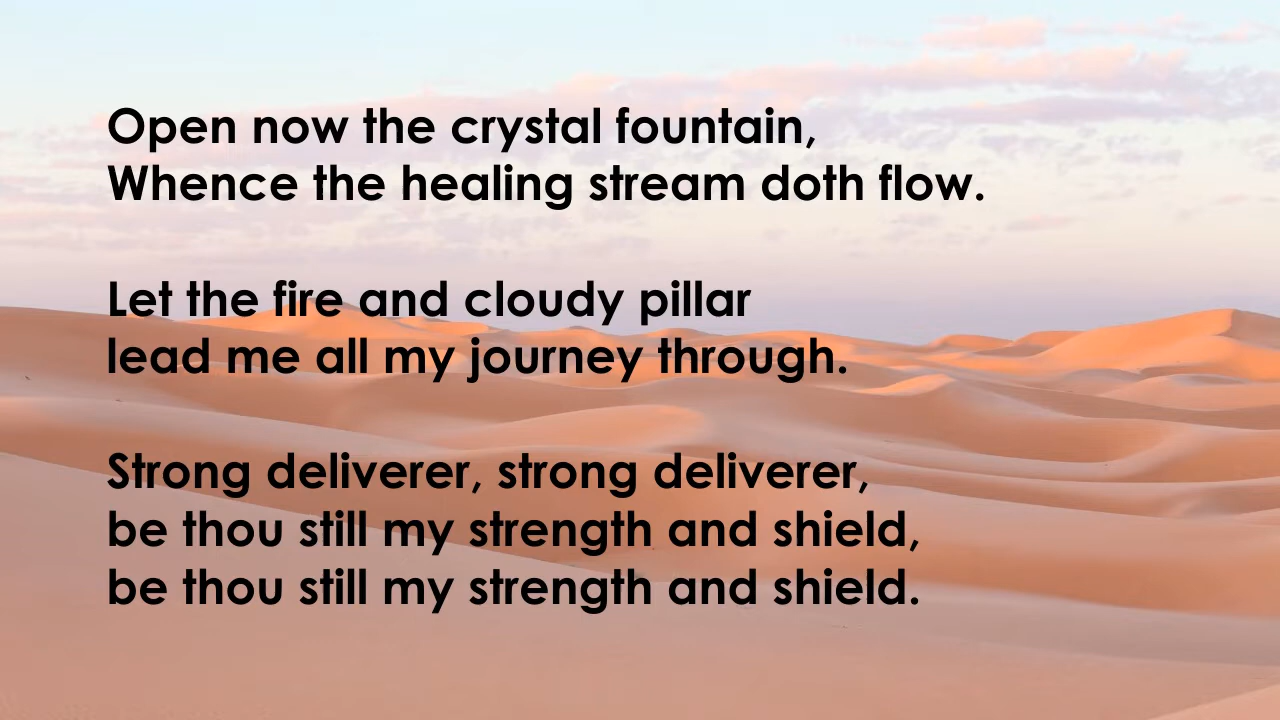 Open now the crystal fountain,
Whence the healing stream doth flow.
Let the fire and cloudy pillar
lead me all my journey through.
Strong deliverer, strong deliverer,
be thou still my strength and shield,
be thou still my strength and shield.